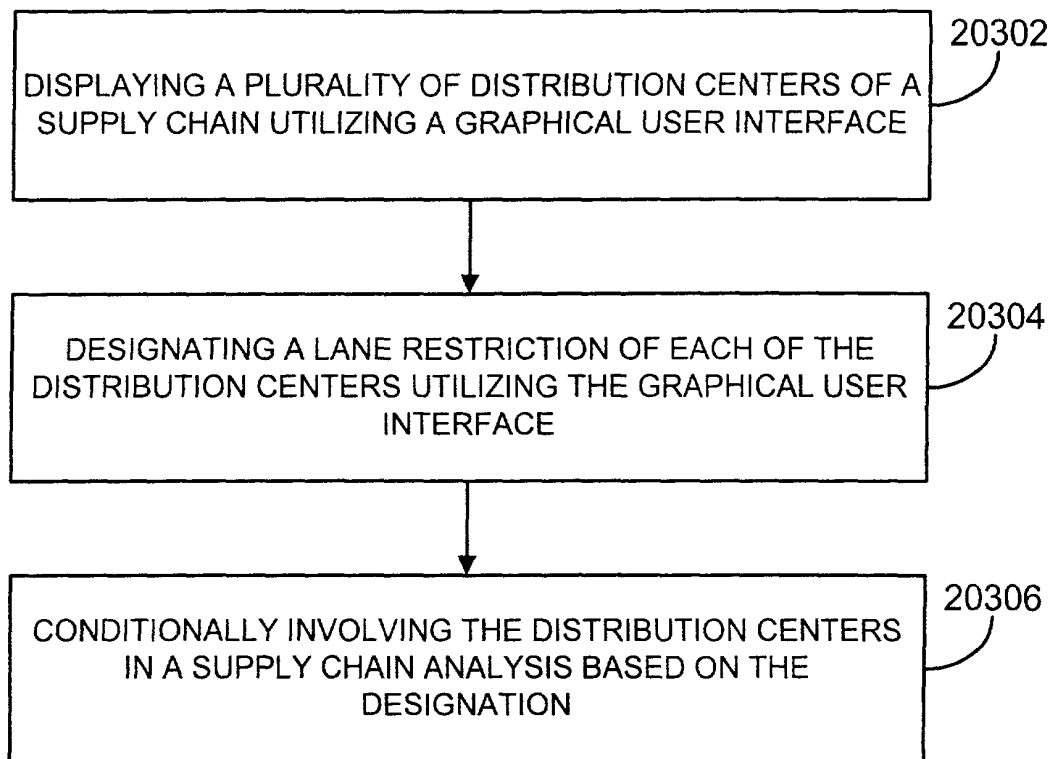 20302
DISPLAYING A PLURALITY OF DISTRIBUTION CENTERS OF A
SUPPLY CHAIN UTILIZING A GRAPHICAL USER INTERFACE
20304
DESIGNATING A LANE RESTRICTION OF EACH OF THE
DISTRIBUTION CENTERS UTILIZING THE GRAPHICAL USER
INTERFACE
20306
CONDITIONALLY INVOLVING THE DISTRIBUTION CENTERS
IN A SUPPLY CHAIN ANALYSIS BASED ON THE
DESIGNATION